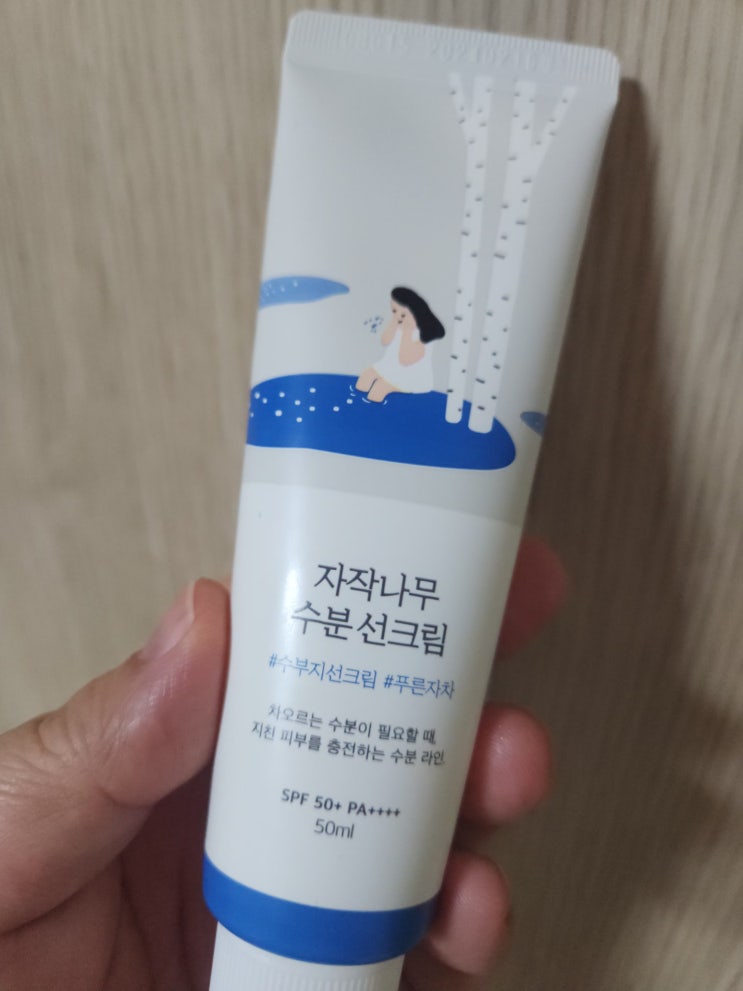 자작나무
수분 선크림
#수부지선크림 #푸른자차
차오르는 수분이 필요할 때,
지친 피부를 충전하는 수분 라인.
SPF 50+ PA++++
50ml